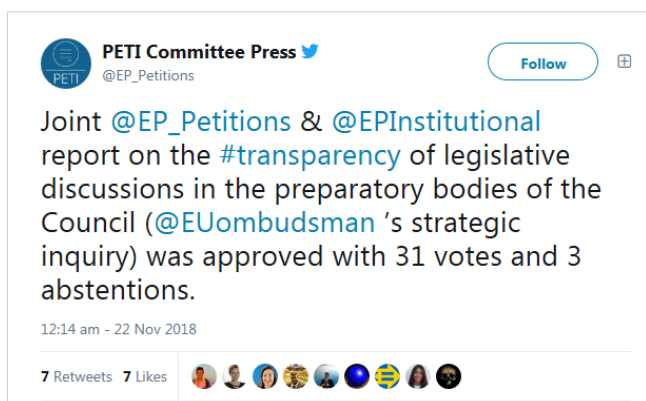 PETI Committee Press
@EP_Petitions
Follow
PETI
Joint @EP_Petitions & @EPInstitutional
report on the #transparency of legislative
discussions in the preparatory bodies of the
Council (@EUombudsman 's strategic
inquiry) was approved with 31 votes and 3
abstentions.
12:14 am - 22 Nov 2018
7 Retweets 7 Likes